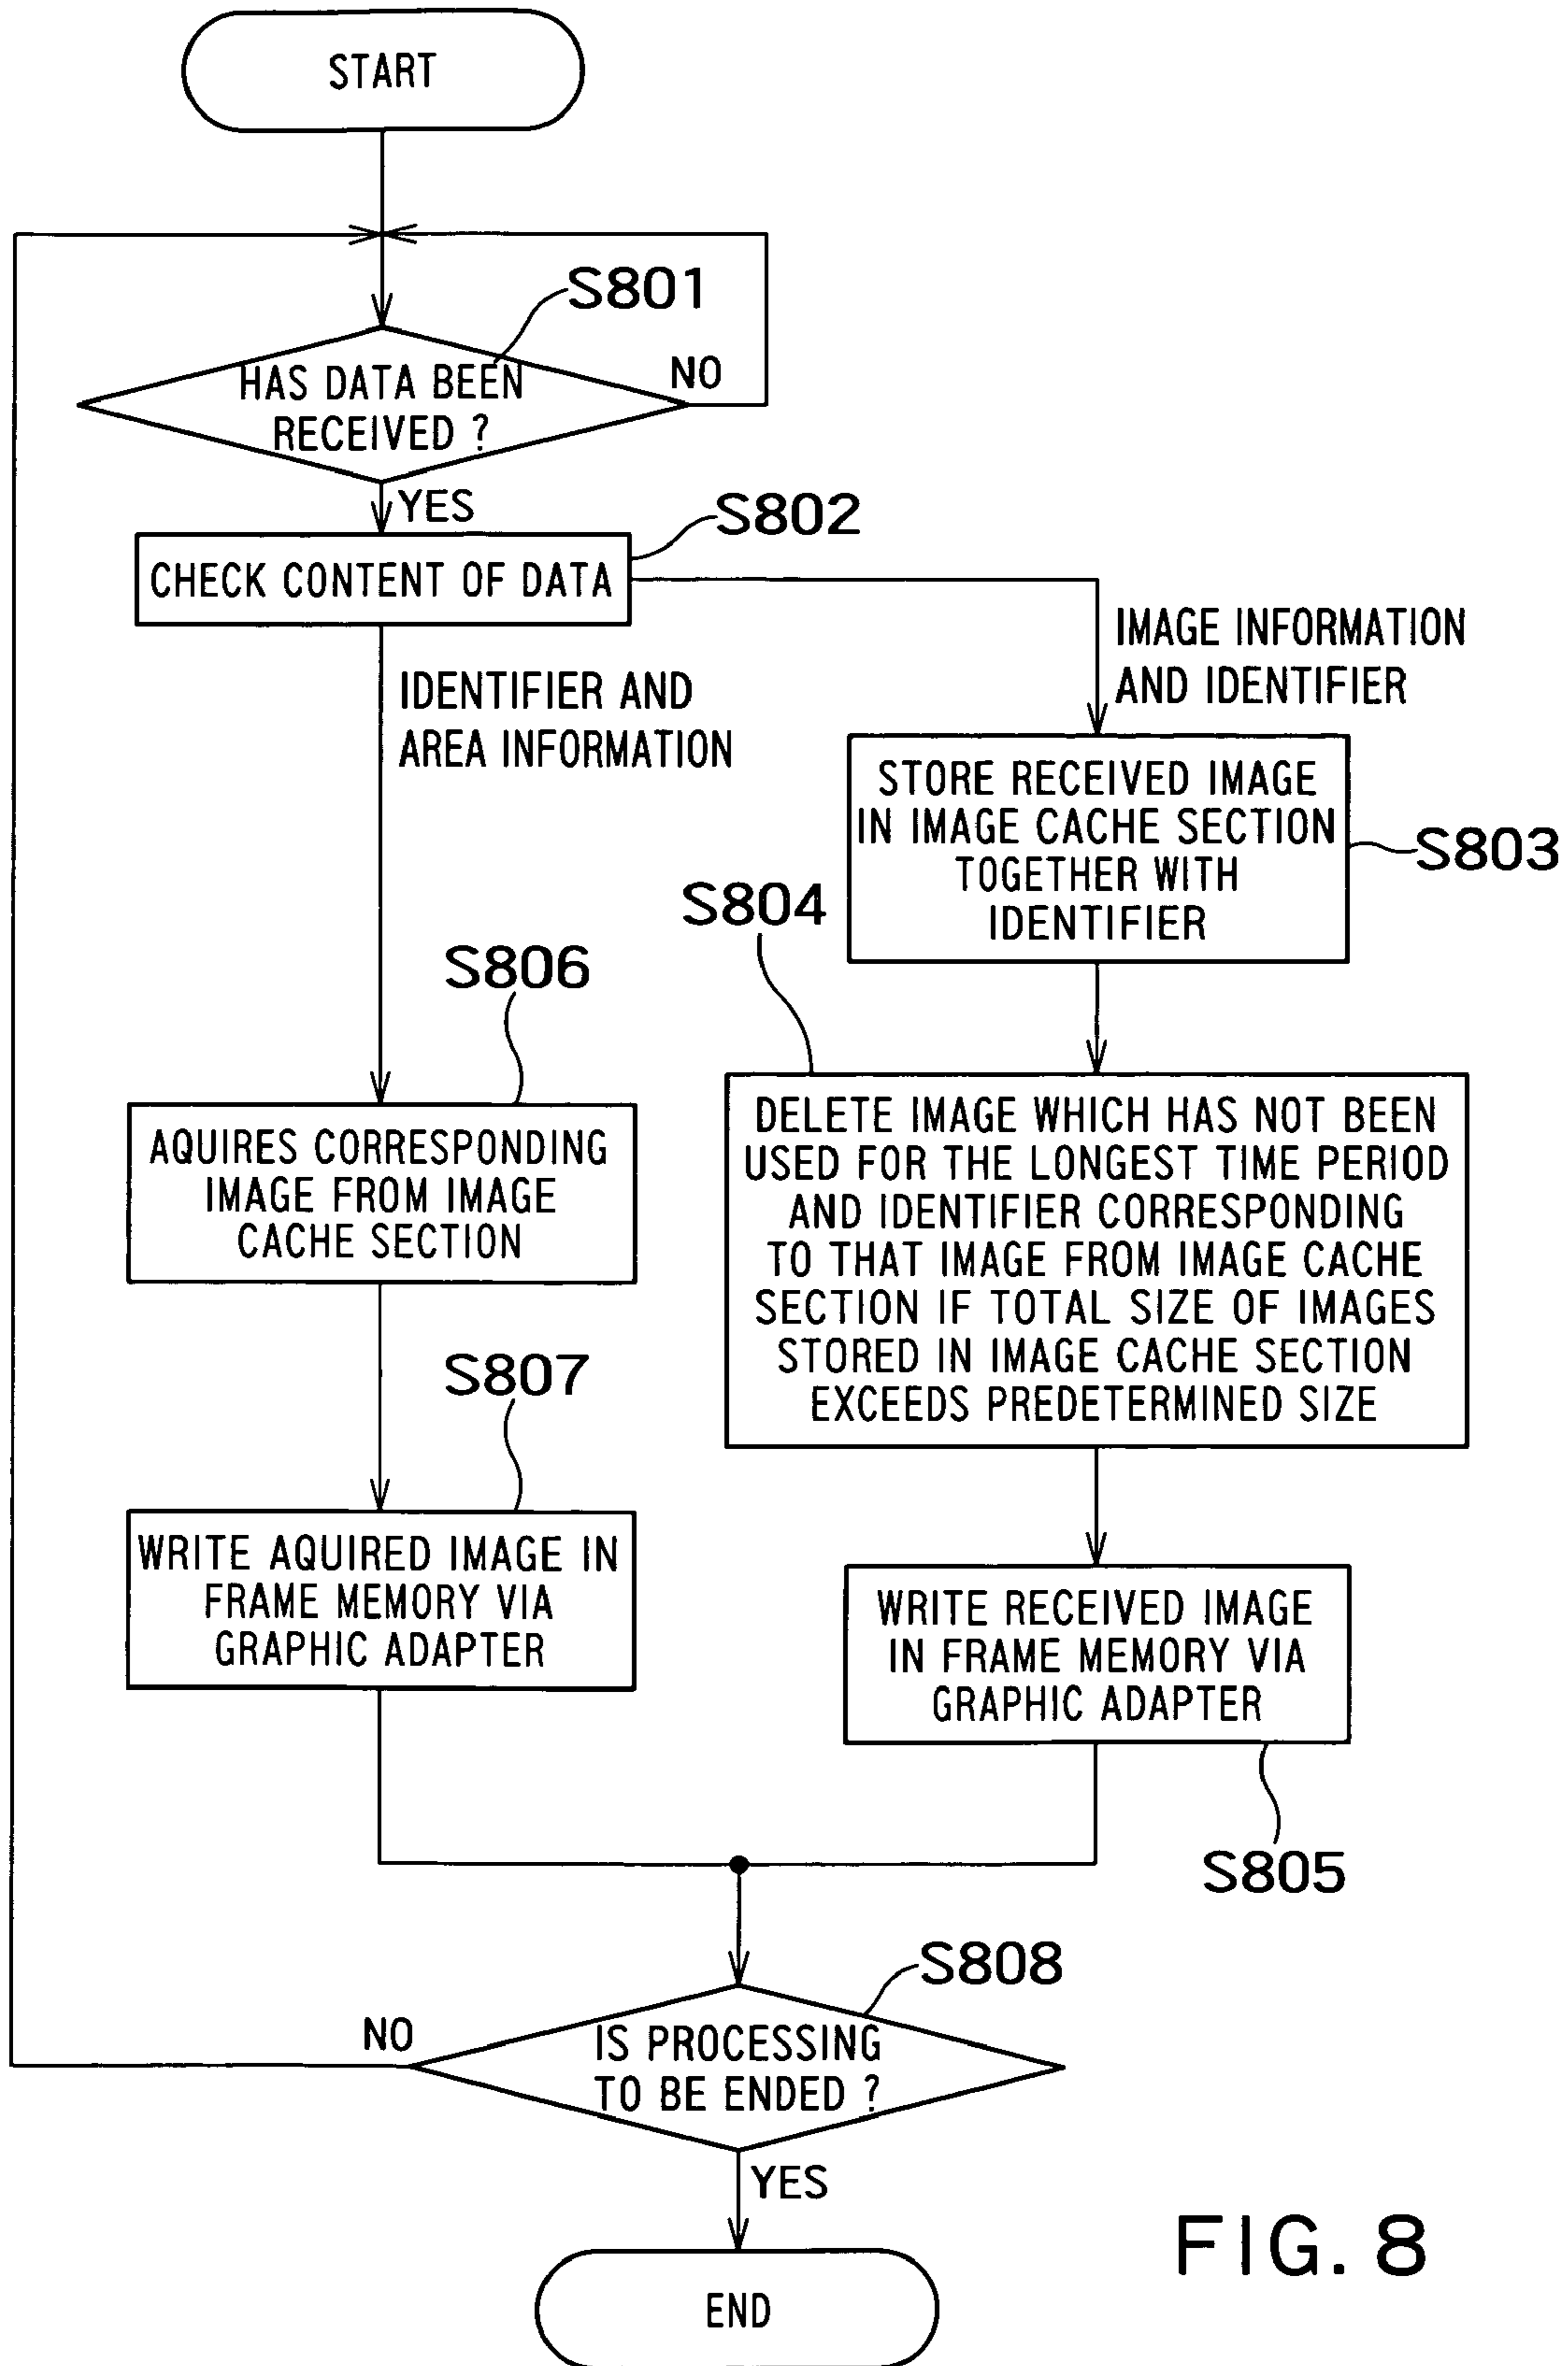 START
S801
HAS DATA BEEN
RECEIVED ?
NO
YES
S802
CHECK CONTENT OF DATA
IMAGE INFORMATION
AND IDENTIFIER
IDENTIFIER AND
AREA INFORMATION
STORE RECEIVED IMAGE
IN IMAGE CACHE SECTION
TOGETHER WITH
IDENTIFIER
S803
S804
S806
DELETE IMAGE WHICH HAS NOT BEEN
USED FOR THE LONGEST TIME PERIOD
AND IDENTIFIER CORRESPONDING
TO THAT IMAGE FROM IMAGE CACHE
SECTION IF TOTAL SIZE OF IMAGES
STORED IN IMAGE CACHE SECTION
EXCEEDS PREDETERMINED SIZE
AQUIRES CORRESPONDING
IMAGE FROM IMAGE
CACHE SECTION
S807
WRITE AQUIRED IMAGE IN
FRAME MEMORY VIA
GRAPHIC ADAPTER
WRITE RECEIVED IMAGE
IN FRAME MEMORY VIA
GRAPHIC ADAPTER
S805
S808
NO
IS PROCESSING
TO BE ENDED ?
YES
END
FIG. 8